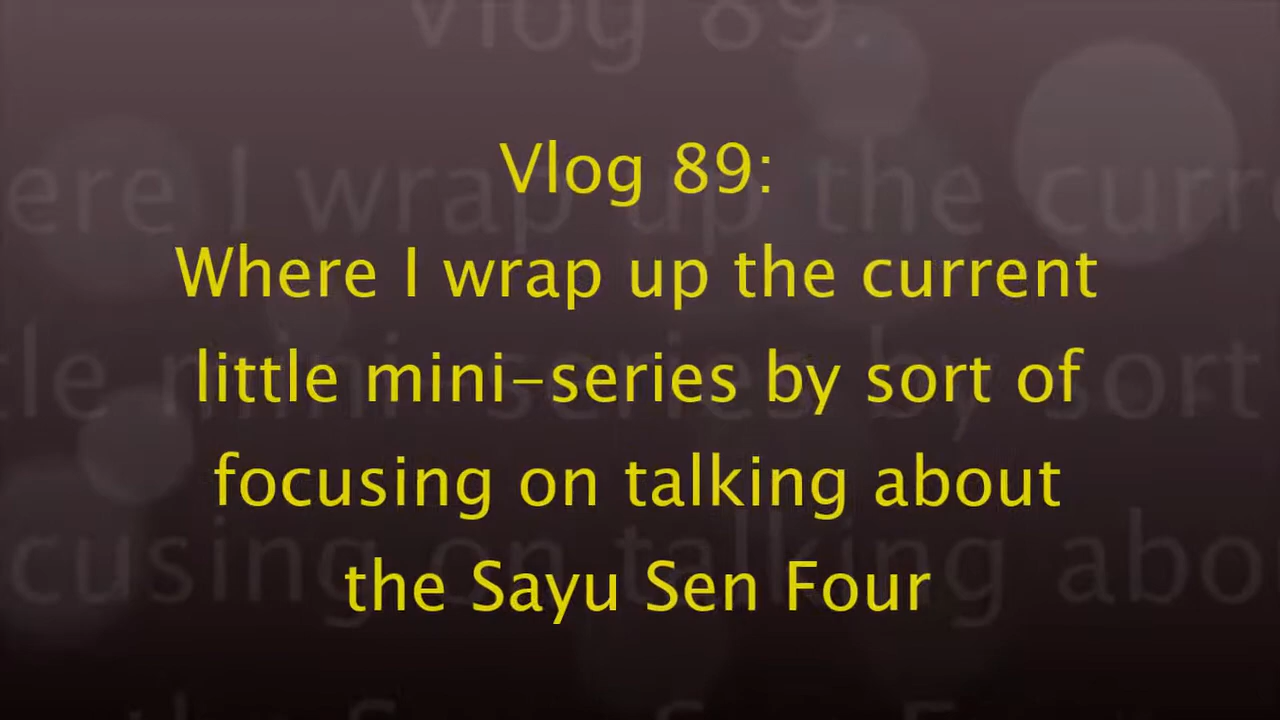 Vlog 89:
Where I wrap up the current
little mini-series by sort of
focusing on talking about
the Sayu Sen Four